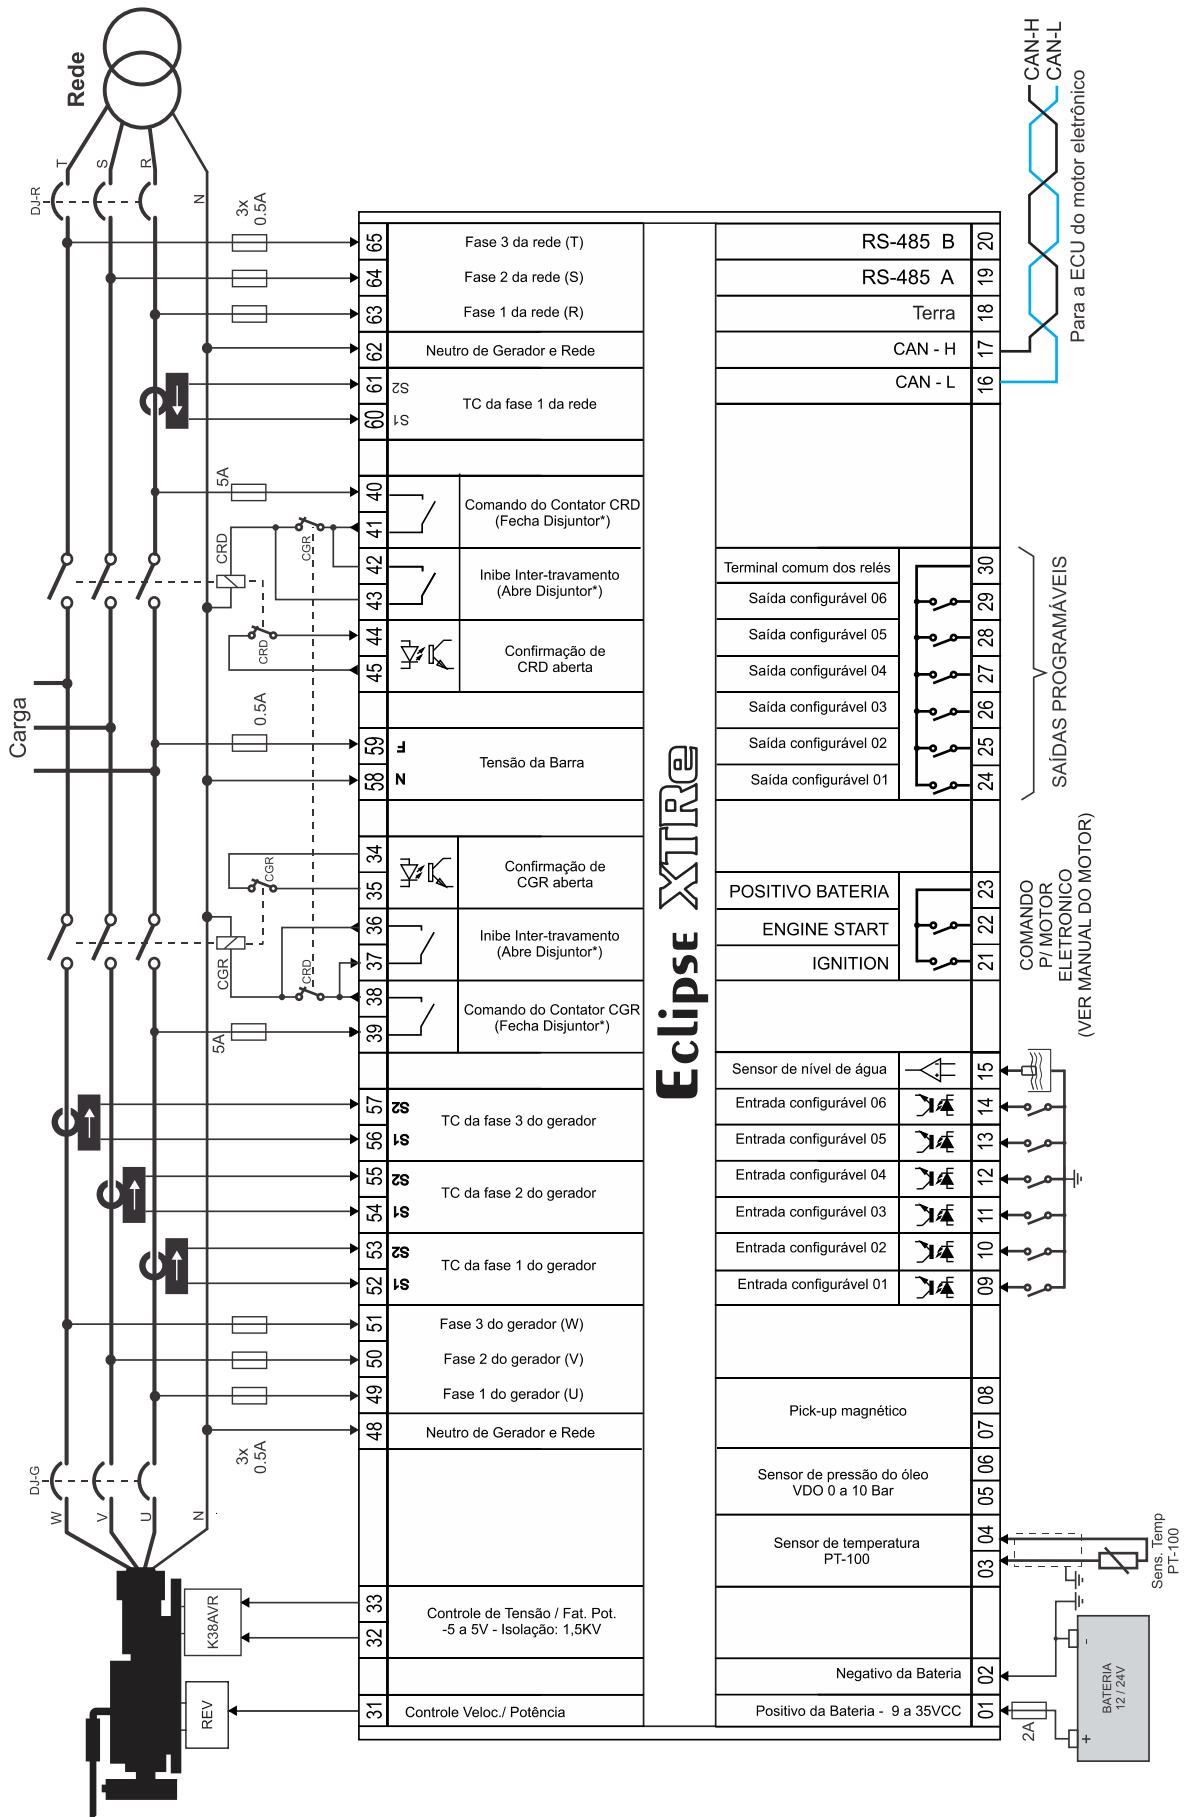 Rede
DJ-R
T
S
R
N
3x
0.5A
65
Fase 3 da rede (T)
64
Fase 2 da rede (S)
63
Fase 1 da rede (R)
62
Neutro de Gerador e Rede
61
S2
60
S1
TC da fase 1 da rede
5A
40
41
Comando do Contator CRD
(Fecha Disjuntor*)
CRD
CGR
42
43
Inibe Inter-travamento
(Abre Disjuntor*)
CRD
44
45
Confirmação de
CRD aberta
Carga
0.5A
59
F
58
N
Tensão da Barra
34
35
Confirmação de
CGR aberta
CGR
36
37
Inibe Inter-travamento
(Abre Disjuntor*)
CGR
CRD
38
39
Comando do Contator CGR
(Fecha Disjuntor*)
5A
57
S2
56
S1
TC da fase 3 do gerador
55
S2
54
S1
TC da fase 2 do gerador
53
S2
52
S1
TC da fase 1 do gerador
51
Fase 3 do gerador (W)
50
Fase 2 do gerador (V)
49
Fase 1 do gerador (U)
48
Neutro de Gerador e Rede
3x
0.5A
DJ-G
W
V
U
N
K38AVR
33
32
Controle de Tensão / Fat. Pot.
-5 a 5V - Isolação: 1,5KV
REV
31
Controle Veloc./ Potência
Eclipse XTRe
CAN-H
CAN-L
Para a ECU do motor eletrônico
RS-485 B
20
RS-485 A
19
Terra
18
CAN - H
17
CAN - L
16
Terminal comum dos relés
30
Saída configurável 06
29
Saída configurável 05
28
Saída configurável 04
27
Saída configurável 03
26
Saída configurável 02
25
Saída configurável 01
24
SAÍDAS PROGRAMÁVEIS
POSITIVO BATERIA
23
ENGINE START
22
IGNITION
21
COMANDO
P/ MOTOR
ELETRONICO
(VER MANUAL DO MOTOR)
Sensor de nível de água
15
Entrada configurável 06
14
Entrada configurável 05
13
Entrada configurável 04
12
Entrada configurável 03
11
Entrada configurável 02
10
Entrada configurável 01
09
Pick-up magnético
08
07
Sensor de pressão do óleo
VDO 0 a 10 Bar
06
05
Sensor de temperatura
PT-100
04
03
Sens. Temp
PT-100
Negativo da Bateria
02
Positivo da Bateria - 9 a 35VCC
01
2A
-
+
BATERIA
12 / 24V